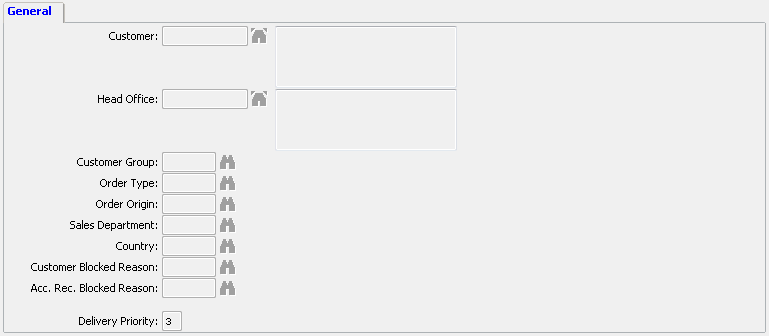 General
Customer:
Head Office:
Customer Group:
Order Type:
Order Origin:
Sales Department:
Country:
Customer Blocked Reason:
Acc. Rec. Blocked Reason:
Delivery Priority: 3